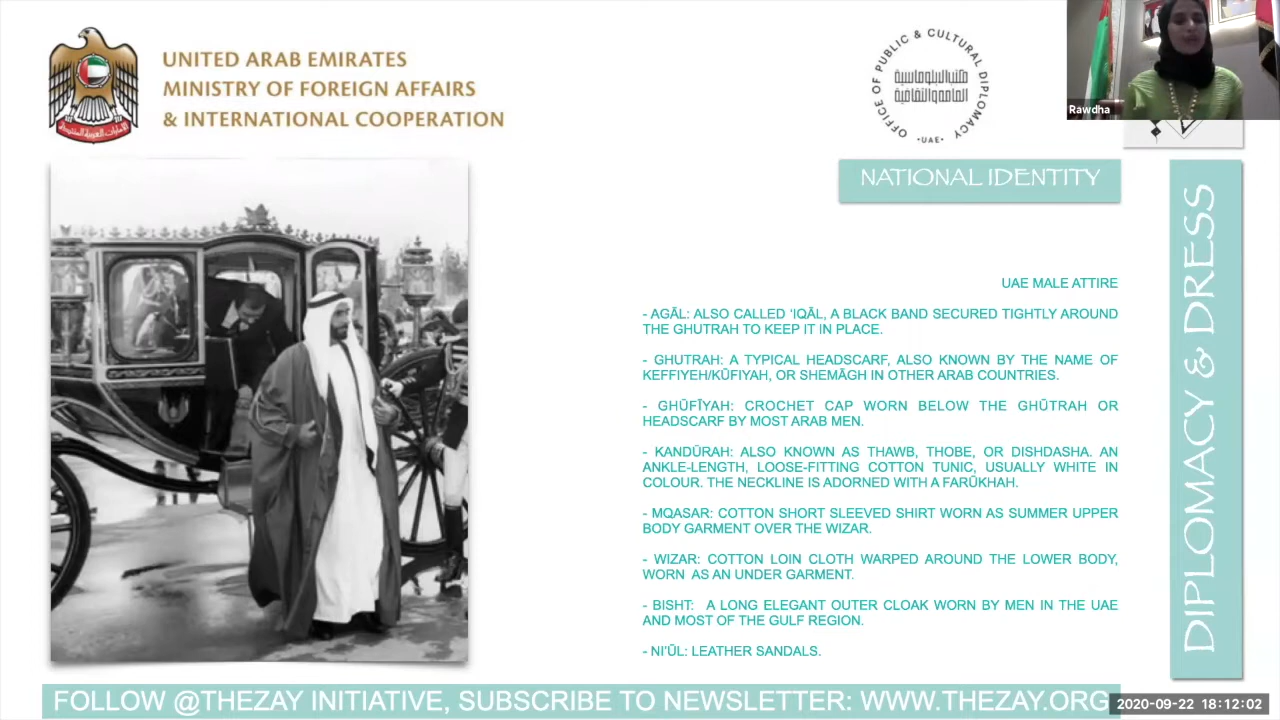 UNITED ARAB EMIRATES
MINISTRY OF FOREIGN AFFAIRS
& INTERNATIONAL COOPERATION
OFFICE OF PUBLIC & CULTURAL DIPLOMACY
·UAE·
Rawdha
NATIONAL IDENTITY
DIPLOMACY & DRESS
UAE MALE ATTIRE
- AGĀL: ALSO CALLED ‘IQĀL, A BLACK BAND SECURED TIGHTLY AROUND
THE GHUTRAH TO KEEP IT IN PLACE.
- GHUTRAH: A TYPICAL HEADSCARF, ALSO KNOWN BY THE NAME OF
KEFFIYEH/KŪFIYAH, OR SHEMĀGH IN OTHER ARAB COUNTRIES.
- GHŪFĪYAH: CROCHET CAP WORN BELOW THE GHŪTRAH OR
HEADSCARF BY MOST ARAB MEN.
- KANDŪRAH: ALSO KNOWN AS THAWB, THOBE, OR DISHDASHA. AN
ANKLE-LENGTH, LOOSE-FITTING COTTON TUNIC, USUALLY WHITE IN
COLOUR. THE NECKLINE IS ADORNED WITH A FARŪKHAH.
- MQASAR: COTTON SHORT SLEEVED SHIRT WORN AS SUMMER UPPER
BODY GARMENT OVER THE WIZAR.
- WIZAR: COTTON LOIN CLOTH WARPED AROUND THE LOWER BODY,
WORN AS AN UNDER GARMENT.
- BISHT: A LONG ELEGANT OUTER CLOAK WORN BY MEN IN THE UAE
AND MOST OF THE GULF REGION.
- NI’ŪL: LEATHER SANDALS.
FOLLOW @THEZAY INITIATIVE, SUBSCRIBE TO NEWSLETTER: WWW.THEZAY.ORG
2020-09-22 18:12:02